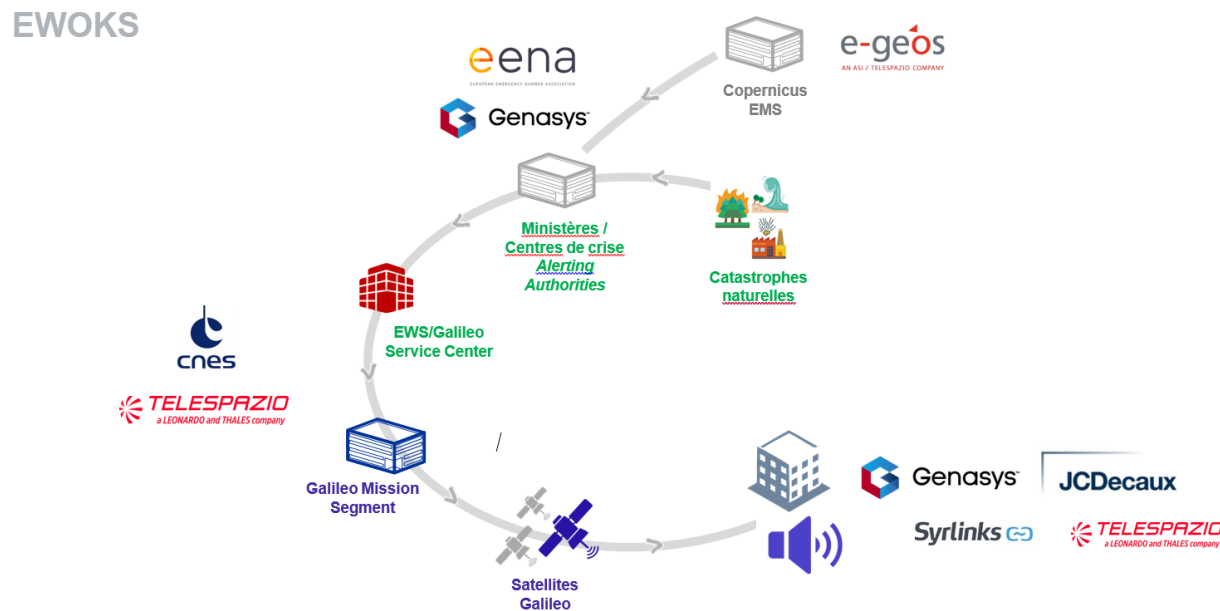 EWOKS
eena
EUROPEAN EMERGENCY NUMBER ASSOCIATION
Genasys™
e-geos
AN ASI / TELESPAZIO COMPANY
Copernicus
EMS
Ministères /
Centres de crise
Alerting
Authorities
Catastrophes
naturelles
EWS/Galileo
Service Center
cnes
TELESPAZIO
a LEONARDO and THALES company
/
Galileo Mission
Segment
Satellites
Galileo
Genasys™
JCDecaux
Syrlinks
TELESPAZIO
a LEONARDO and THALES company